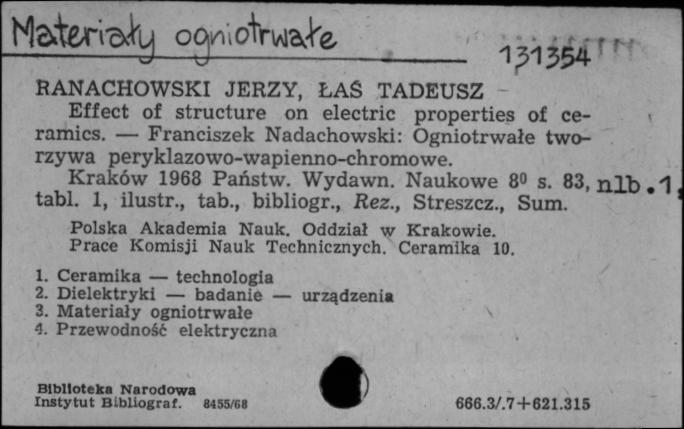 Materiały ogniotrwałe
131354
RANACHOWSKI JERZY, ŁAŚ TADEUSZ
Effect of structure on electric properties of ce-
ramics. — Franciszek Nadachowski: Ogniotrwałe two-
rzywa peryklazowo-wapienno-chromowe.
Kraków 1968 Państw. Wydawn. Naukowe 8⁰ s. 83, nlb. 1,
tabl. 1, ilustr., tab., bibliogr., Rez., Streszcz., Sum.
Polska Akademia Nauk. Oddział w Krakowie.
Prace Komisji Nauk Technicznych. Ceramika 10.
1. Ceramika — technologia
2. Dielektryki — badanie — urządzenia
3. Materiały ogniotrwałe
4. Przewodność elektryczna
Biblioteka Narodowa
Instytut Bibliograf. 8455/68 666.3/.7+621.315